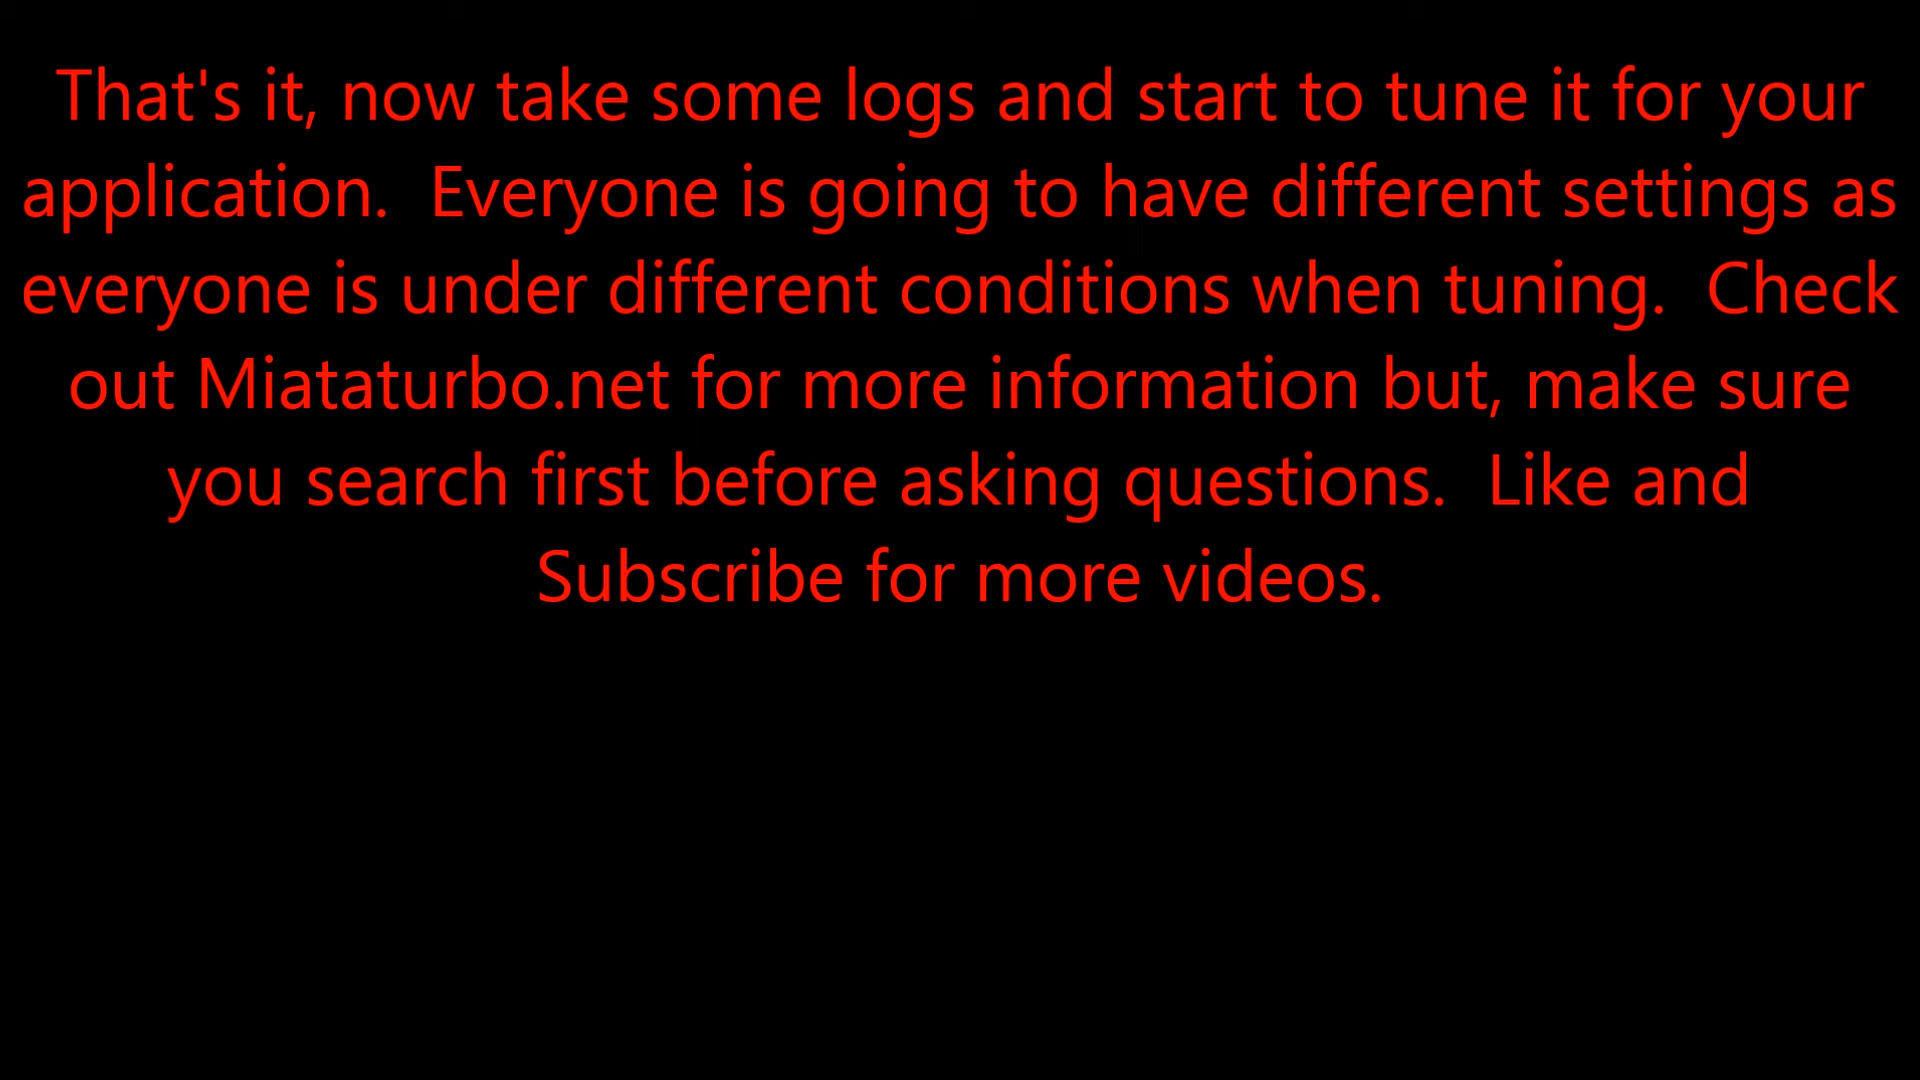 That's it, now take some logs and start to tune it for your
application.  Everyone is going to have different settings as
everyone is under different conditions when tuning.  Check
out Miataturbo.net for more information but, make sure
you search first before asking questions.  Like and
Subscribe for more videos.